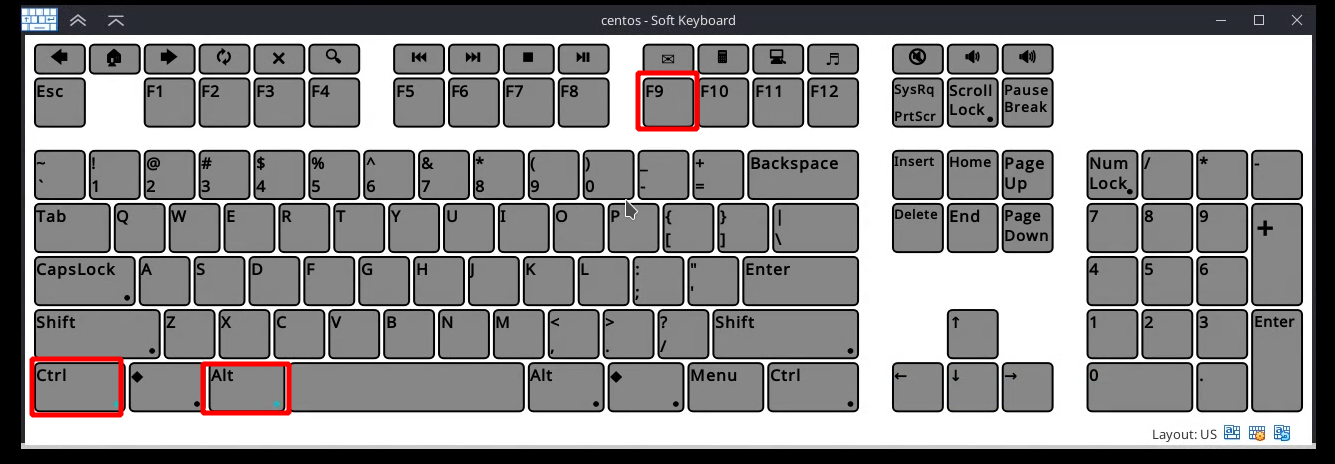 centos - Soft Keyboard
Esc F1 F2 F3 F4 F5 F6 F7 F8 F9 F10 F11 F12 SysRq PrtScr Scroll Lock Pause Break
~ ` ! 1 @ 2 # 3 $ 4 % 5 ^ 6 & 7 * 8 ( 9 ) 0 _ - + = Backspace Insert Home Page Up Num Lock / * -
Tab Q W E R T Y U I O P { [ } ] | \ Delete End Page Down 7 8 9 +
CapsLock A S D F G H J K L : ; " ' Enter 4 5 6
Shift Z X C V B N M < , > . ? / Shift ↑ 1 2 3 Enter
Ctrl ◆ Alt Alt ◆ Menu Ctrl ← ↓ → 0 .
Layout: US